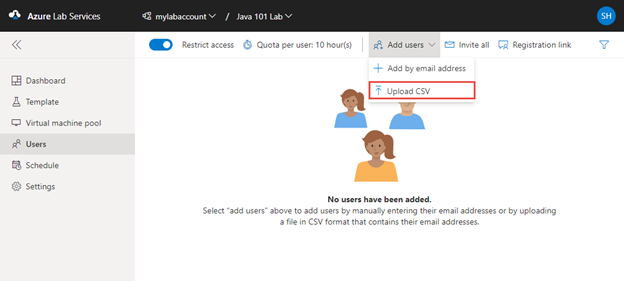 Azure Lab Services mylabaccount / Java 101 Lab SH
Restrict access Quota per user: 10 hour(s) Add users Invite all Registration link
Add by email address
Upload CSV
Dashboard
Template
Virtual machine pool
Users
Schedule
Settings
No users have been added.
Select "add users" above to add users by manually entering their email addresses or by uploading
a file in CSV format that contains their email addresses.